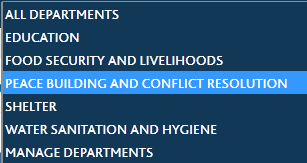 ALL DEPARTMENTS
EDUCATION
FOOD SECURITY AND LIVELIHOODS
PEACE BUILDING AND CONFLICT RESOLUTION
SHELTER
WATER SANITATION AND HYGIENE
MANAGE DEPARTMENTS